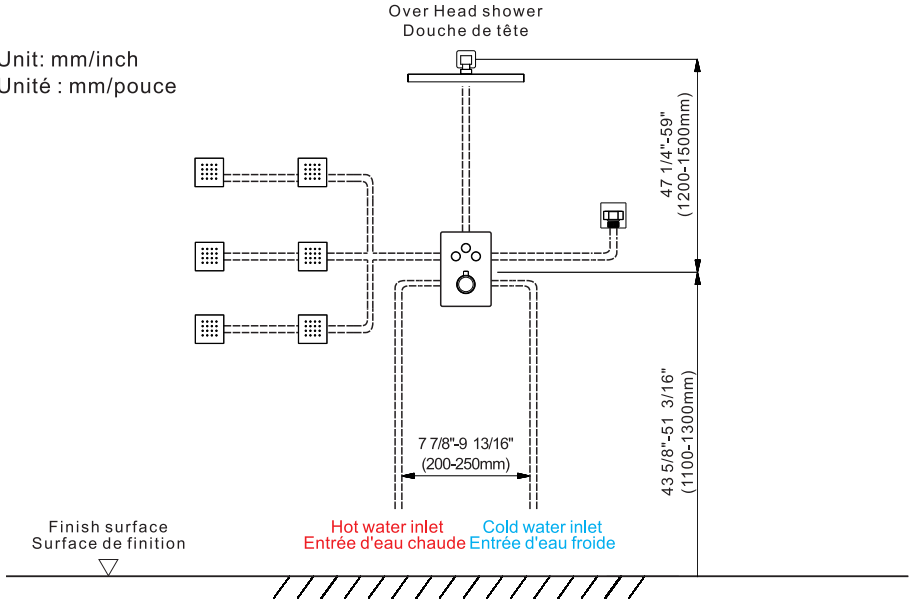 Over Head shower
Douche de tête
Unit: mm/inch
Unité : mm/pouce
47 1/4"-59"
(1200-1500mm)
43 5/8"-51 3/16"
(1100-1300mm)
7 7/8"-9 13/16"
(200-250mm)
Finish surface
Surface de finition
Hot water inlet
Entrée d'eau chaude
Cold water inlet
Entrée d'eau froide